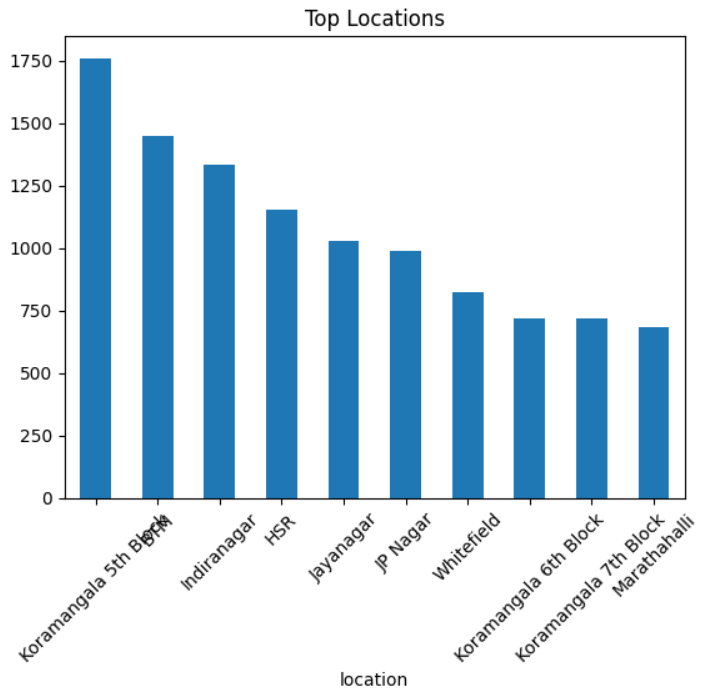 Top Locations
1750
1500
1250
1000
750
500
250
0
Koramangala 5th Block
BTM
Indiranagar
HSR
Jayanagar
JP Nagar
Whitefield
Koramangala 6th Block
Koramangala 7th Block
Marathahalli
location